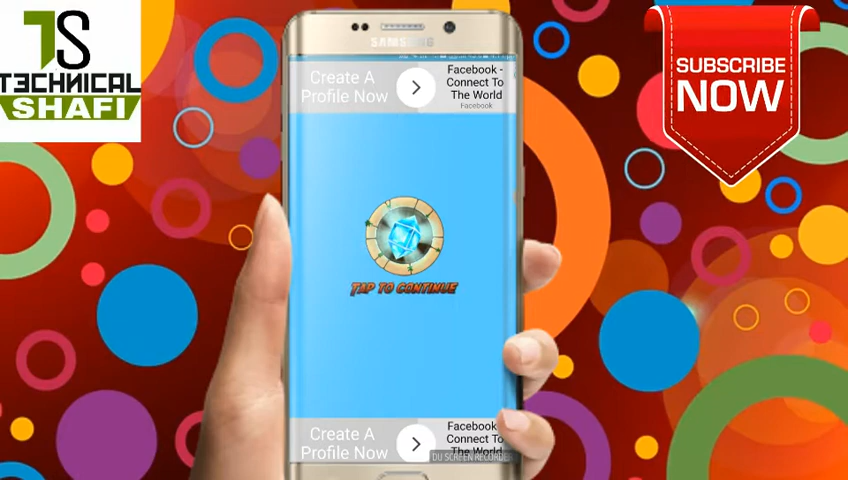 TS
TECHNICAL
SHAFI
SAMSUNG
Create A
Profile Now
Facebook -
Connect To
The World
Facebook
SUBSCRIBE
NOW
TAP TO CONTINUE
Create A
Profile Now
Facebook
Connect To
The World
DU SCREEN RECORDER